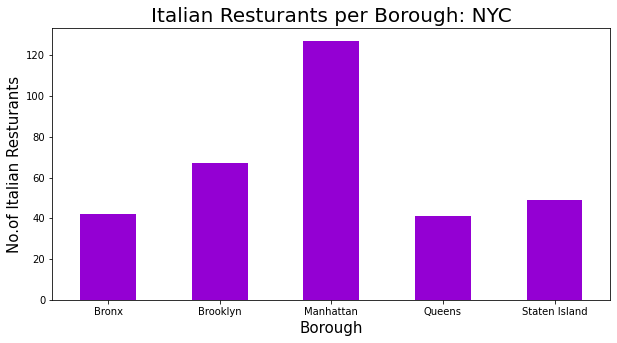 Italian Resturants per Borough: NYC
No.of Italian Resturants
120
100
80
60
40
20
0
Bronx Brooklyn Manhattan Queens Staten Island
Borough